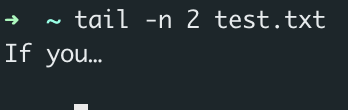 ➜ ~ tail -n 2 test.txt
If you…